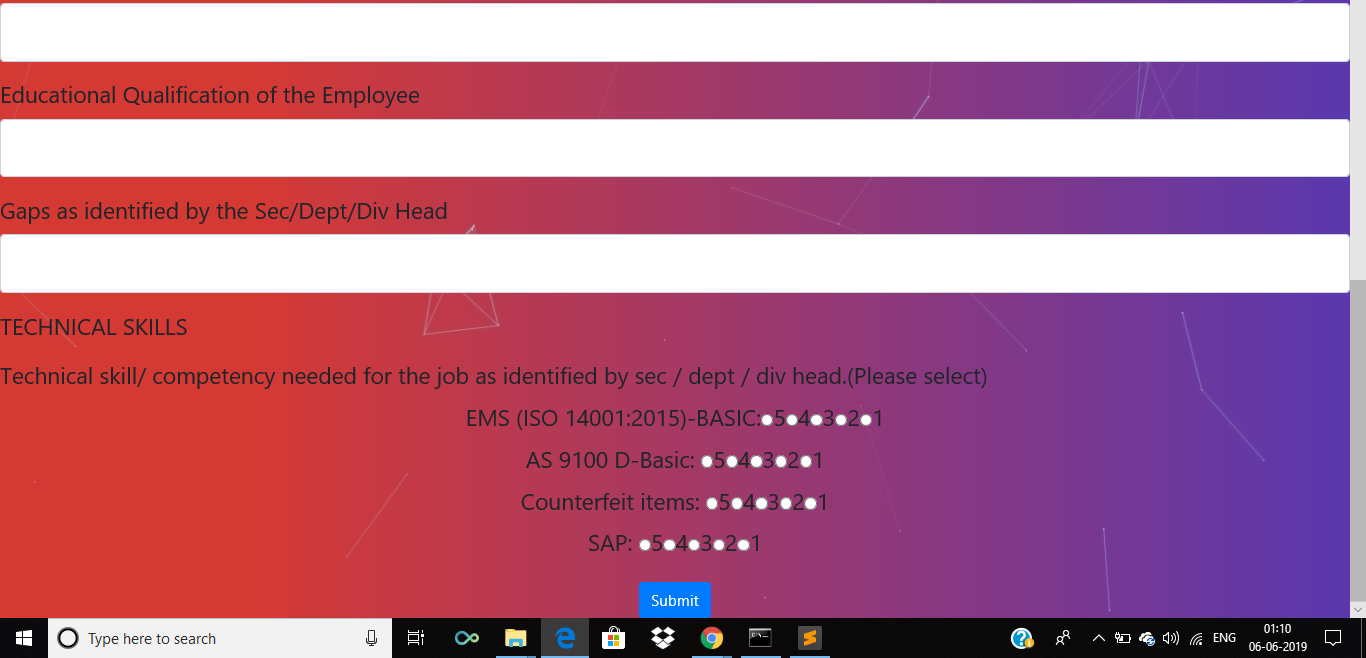 Educational Qualification of the Employee
Gaps as identified by the Sec/Dept/Div Head
TECHNICAL SKILLS
Technical skill/ competency needed for the job as identified by sec / dept / div head.(Please select)
EMS (ISO 14001:2015)-BASIC: 5 4 3 2 1
AS 9100 D-Basic: 5 4 3 2 1
Counterfeit items: 5 4 3 2 1
SAP: 5 4 3 2 1
Submit
Type here to search
ENG
01:10
06-06-2019